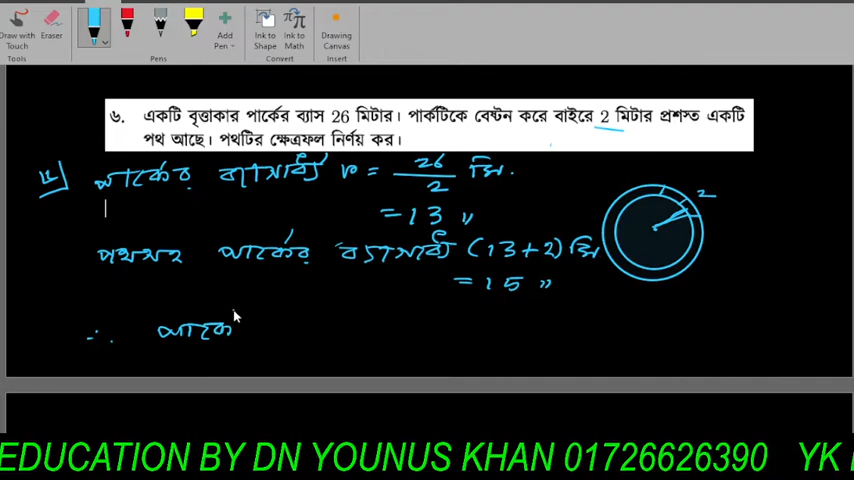 Draw with Touch
Eraser
Add Pen
Ink to Shape
Ink to Math
Drawing Canvas
Tools
Pens
Convert
Insert
৬. একটি বৃত্তাকার পার্কের ব্যাস 26 মিটার। পার্কটিকে বেষ্টন করে বাইরে 2 মিটার প্রশস্ত একটি
পথ আছে। পথটির ক্ষেত্রফল নির্ণয় কর।
পার্কের ব্যাসার্ধ r = 26/2 মি.
= 13 "
2
পথসহ পার্কের ব্যাসার্ধ (13+2) মি
= 15 "
∴ পার্কে
EDUCATION BY DN YOUNUS KHAN 01726626390 YK